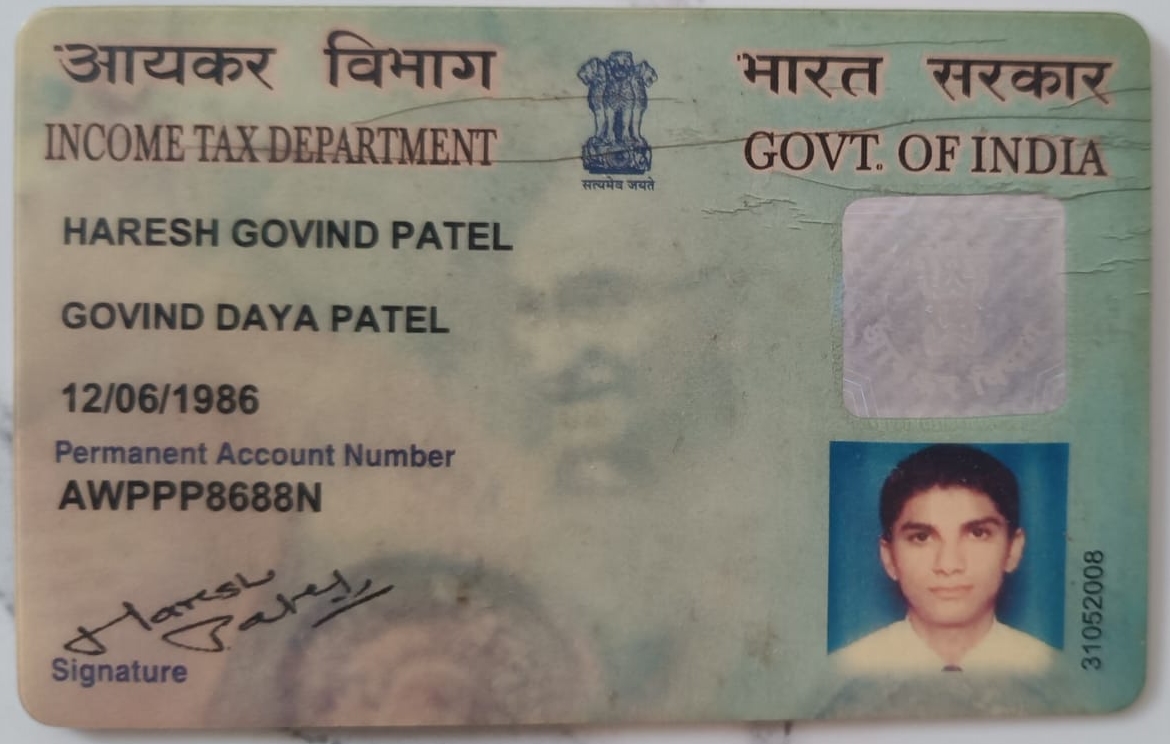 आयकर विभाग
INCOME TAX DEPARTMENT
सत्यमेव जयते
भारत सरकार
GOVT. OF INDIA
HARESH GOVIND PATEL
GOVIND DAYA PATEL
12/06/1986
Permanent Account Number
AWPPP8688N
Haresh
Patel
Signature
31052008